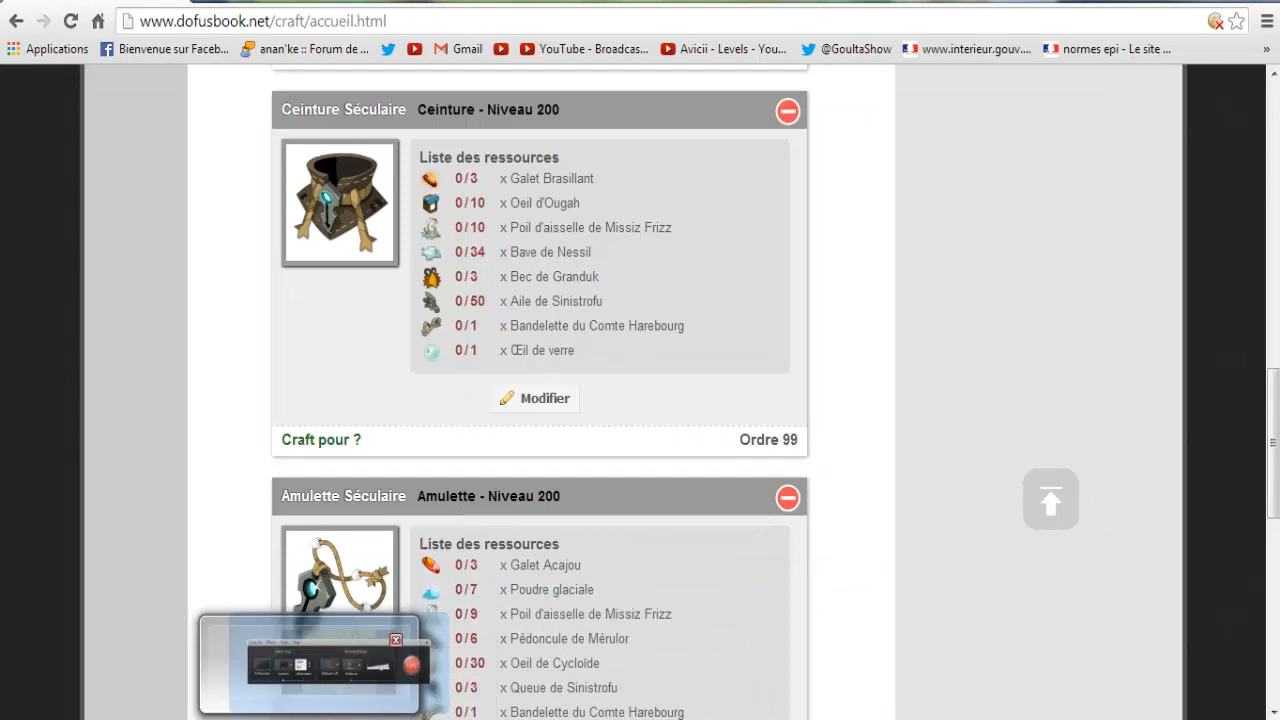 www.dofusbook.net/craft/accueil.html
Applications Bienvenue sur Faceb... anan'ke :: Forum de ... Gmail YouTube - Broadcas... Avicii - Levels - You... @GoultaShow www.interieur.gouv.... normes epi - Le site ... »
Ceinture Séculaire Ceinture - Niveau 200
Liste des ressources
0/3 x Galet Brasillant
0/10 x Oeil d'Ougah
0/10 x Poil d'aisselle de Missiz Frizz
0/34 x Bave de Nessil
0/3 x Bec de Granduk
0/50 x Aile de Sinistrofu
0/1 x Bandelette du Comte Harebourg
0/1 x Œil de verre
Modifier
Craft pour ? Ordre 99
Amulette Séculaire Amulette - Niveau 200
Liste des ressources
0/3 x Galet Acajou
0/7 x Poudre glaciale
0/9 x Poil d'aisselle de Missiz Frizz
0/6 x Pédoncule de Mérulor
0/30 x Oeil de Cycloïde
0/3 x Queue de Sinistrofu
0/1 x Bandelette du Comte Harebourg